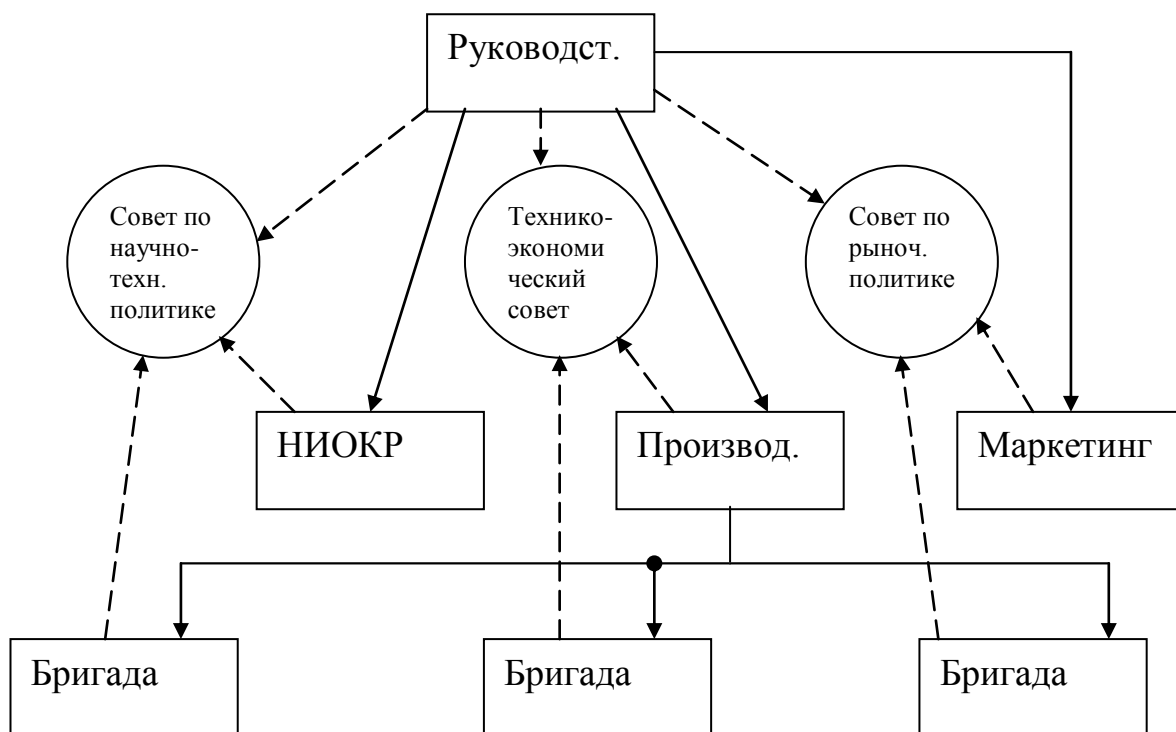 Руководст.
Совет по
научно-
техн.
политике
Технико-
экономи
ческий
совет
Совет по
рыноч.
политике
НИОКР
Производ.
Маркетинг
Бригада
Бригада
Бригада